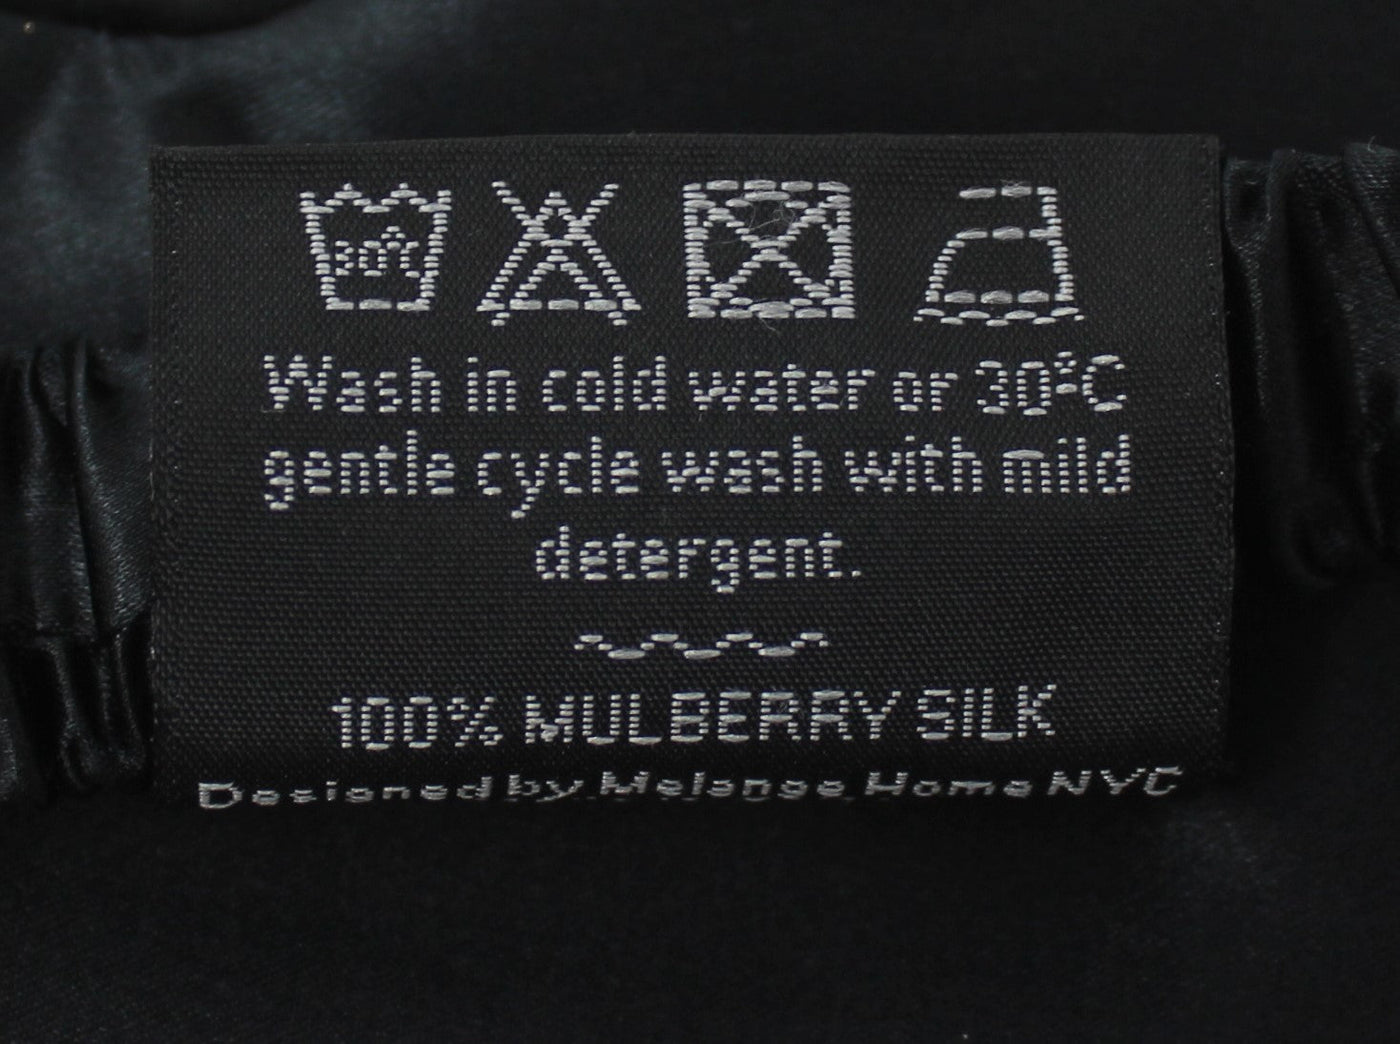 30°C
Wash in cold water or 30°C
gentle cycle wash with mild
detergent.
100% MULBERRY SILK
Designed by Melange Home NYC